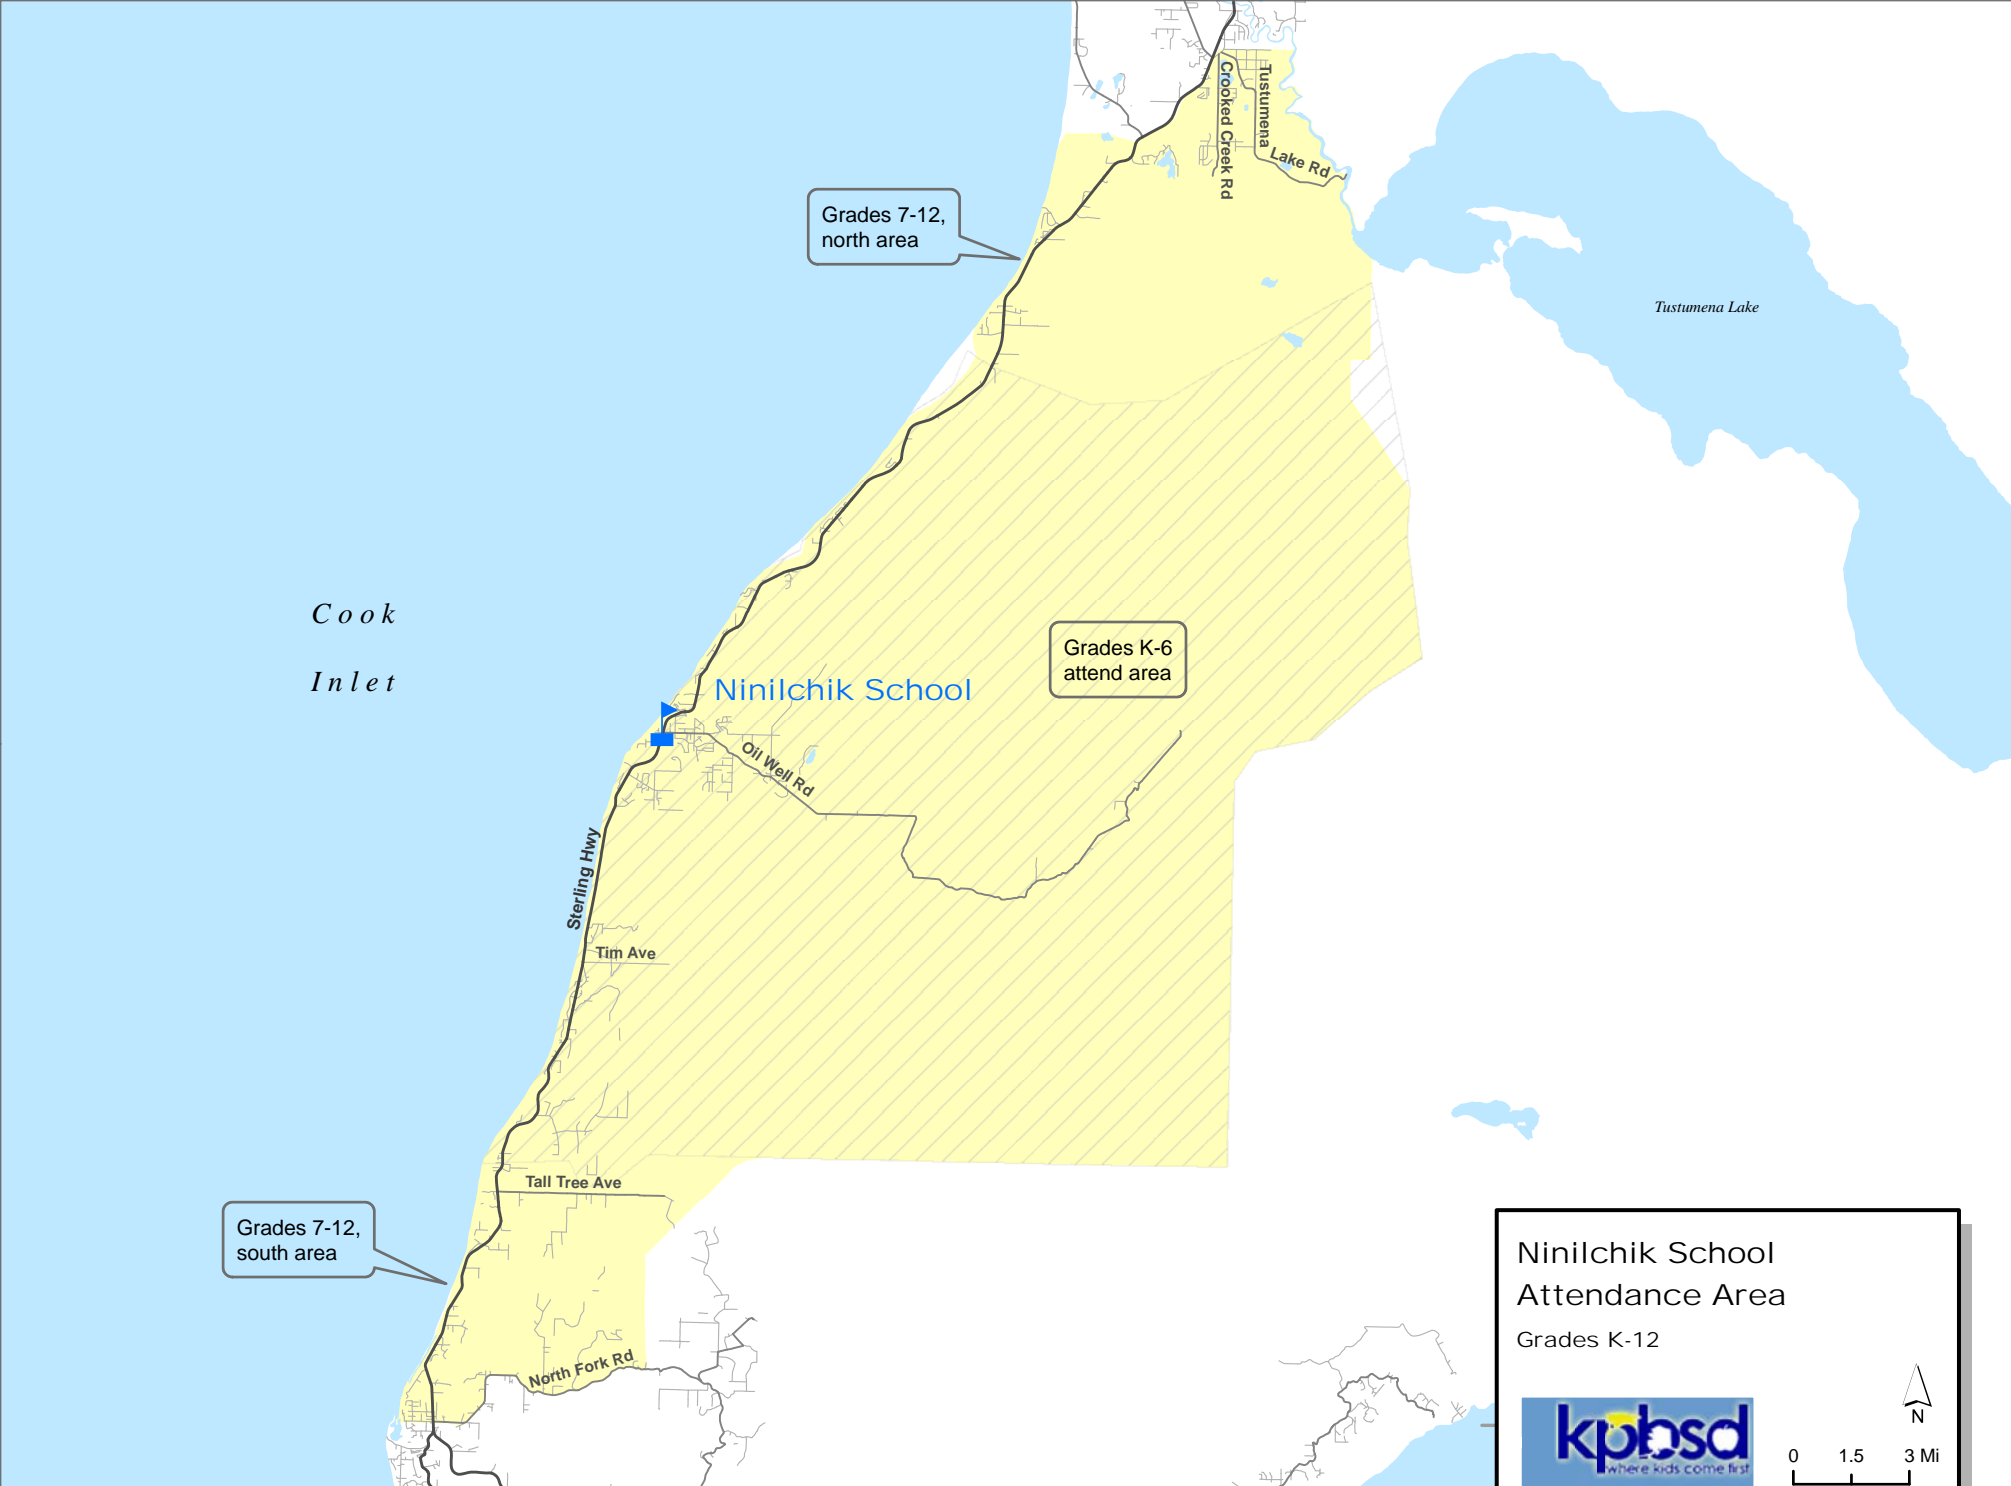 Crooked Creek Rd
Tustumena
Lake Rd
Grades 7-12,
north area
Tustumena Lake
Cook
Inlet
Grades K-6
attend area
Ninilchik School
Oil Well Rd
Sterling Hwy
Tim Ave
Tall Tree Ave
Grades 7-12,
south area
North Fork Rd
Ninilchik School
Attendance Area
Grades K-12
N
kpbsd
where kids come first
0 1.5 3 Mi